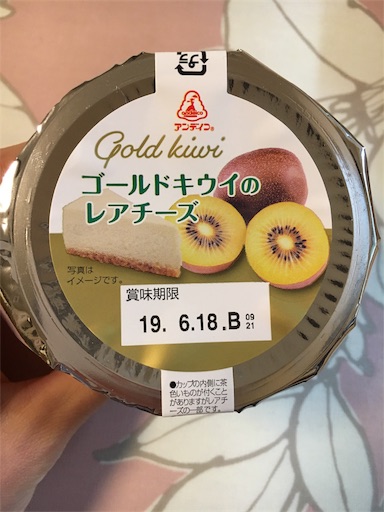 プラ
アンデイコ®
Gold kiwi
ゴールドキウイの
レアチーズ
写真は
イメージです。
賞味期限
19. 6.18.B
09
21
●カップの内側に茶
色いものが付くこと
がありますがレアチ
ーズの一部です。